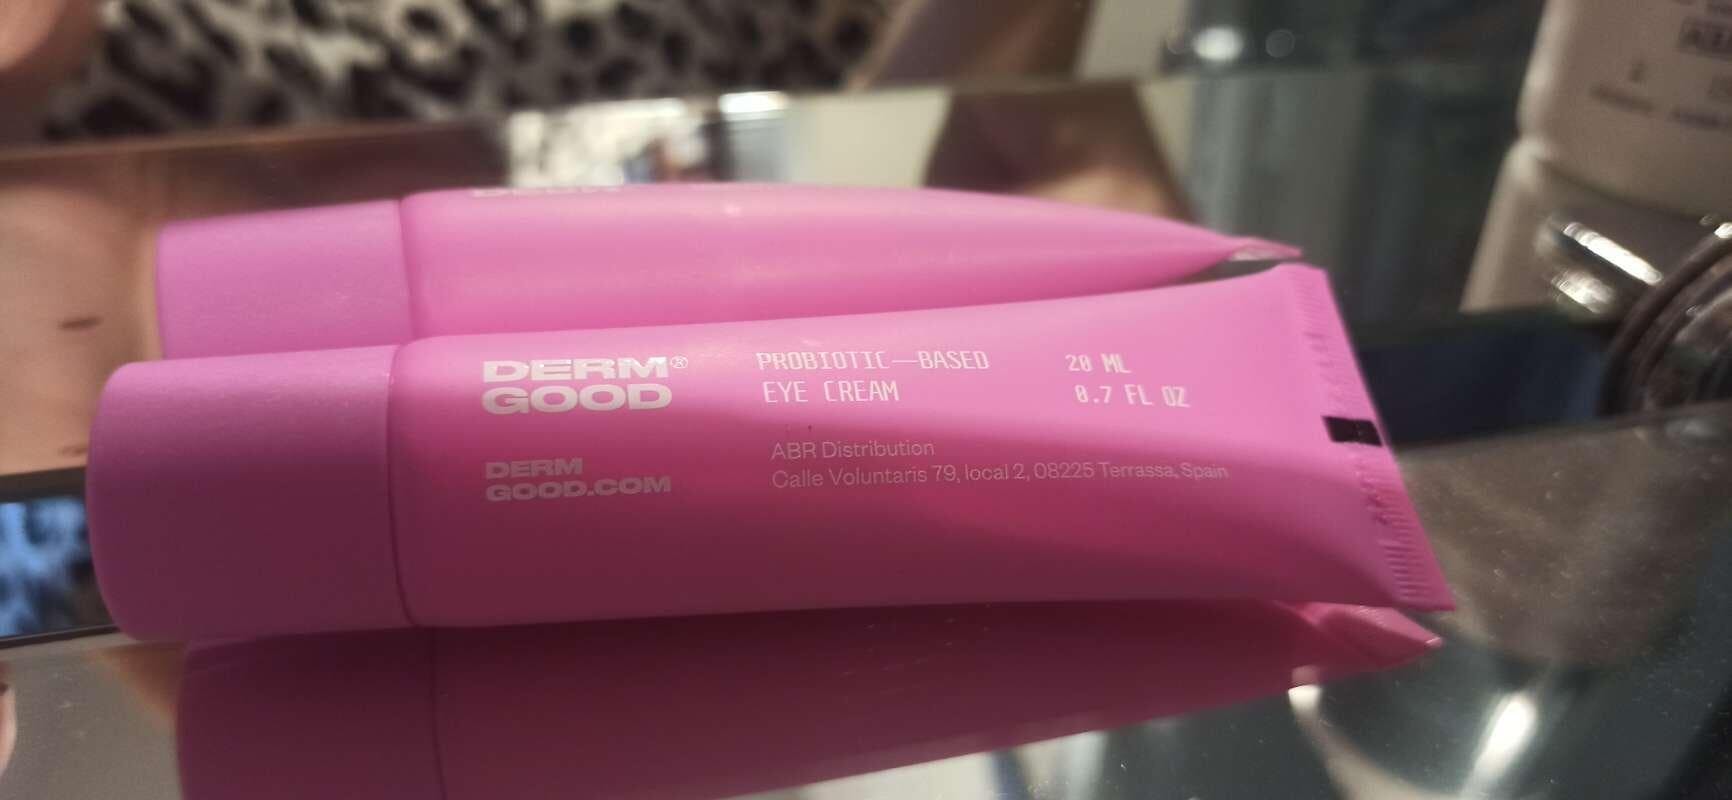 DERM®
GOOD
PROBIOTIC—BASED
EYE CREAM
20 ML
0.7 FL OZ
DERM
GOOD.COM
ABR Distribution
Calle Voluntaris 79, local 2, 08225 Terrassa, Spain